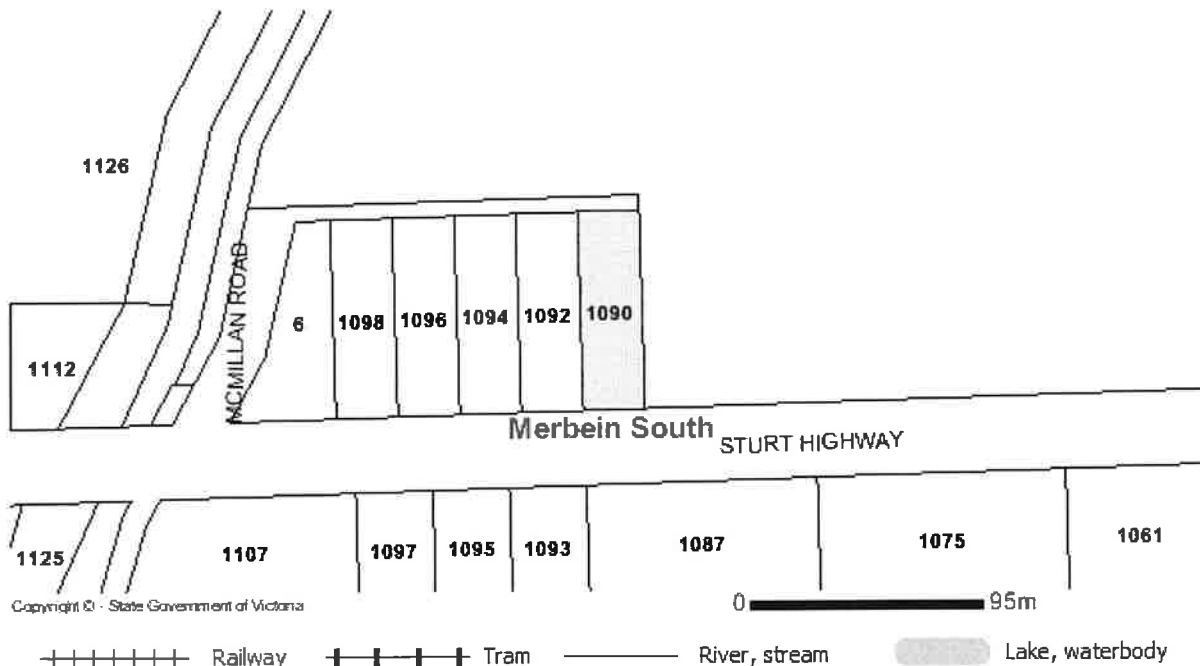 1126
MCMILLAN ROAD
6
1098
1096
1094
1092
1090
1112
Merbein South
STURT HIGHWAY
1125
1107
1097
1095
1093
1087
1075
1061
Copyright © - State Government of Victoria
0 95m
Railway Tram River, stream Lake, waterbody